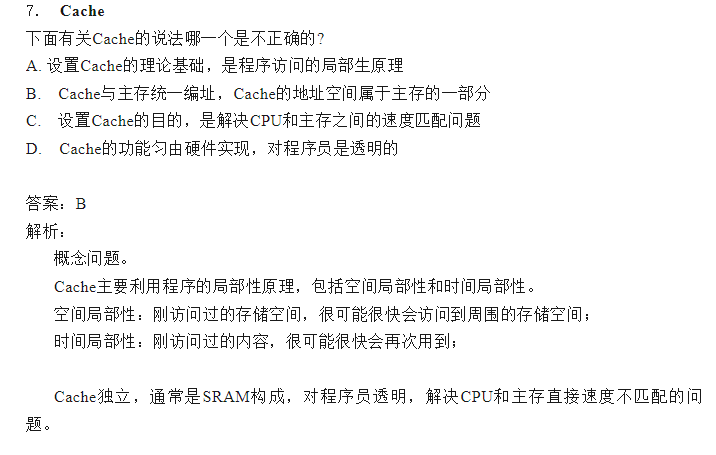 7. Cache
下面有关Cache的说法哪一个是不正确的?
A. 设置Cache的理论基础，是程序访问的局部生原理
B. Cache与主存统一编址，Cache的地址空间属于主存的一部分
C. 设置Cache的目的，是解决CPU和主存之间的速度匹配问题
D. Cache的功能匀由硬件实现，对程序员是透明的
答案：B
解析：
概念问题。
Cache主要利用程序的局部性原理，包括空间局部性和时间局部性。
空间局部性：刚访问过的存储空间，很可能很快会访问到周围的存储空间；
时间局部性：刚访问过的内容，很可能很快会再次用到；
Cache独立，通常是SRAM构成，对程序员透明，解决CPU和主存直接速度不匹配的问
题。